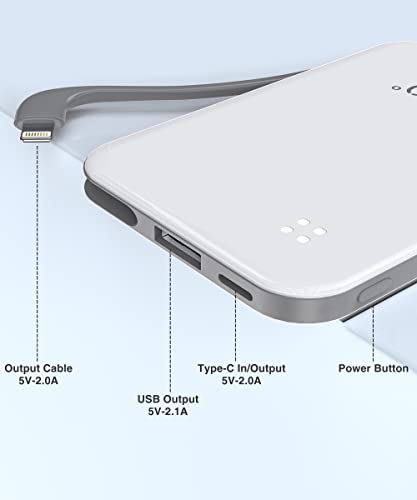 Output Cable
5V-2.0A
USB Output
5V-2.1A
Type-C In/Output
5V-2.0A
Power Button